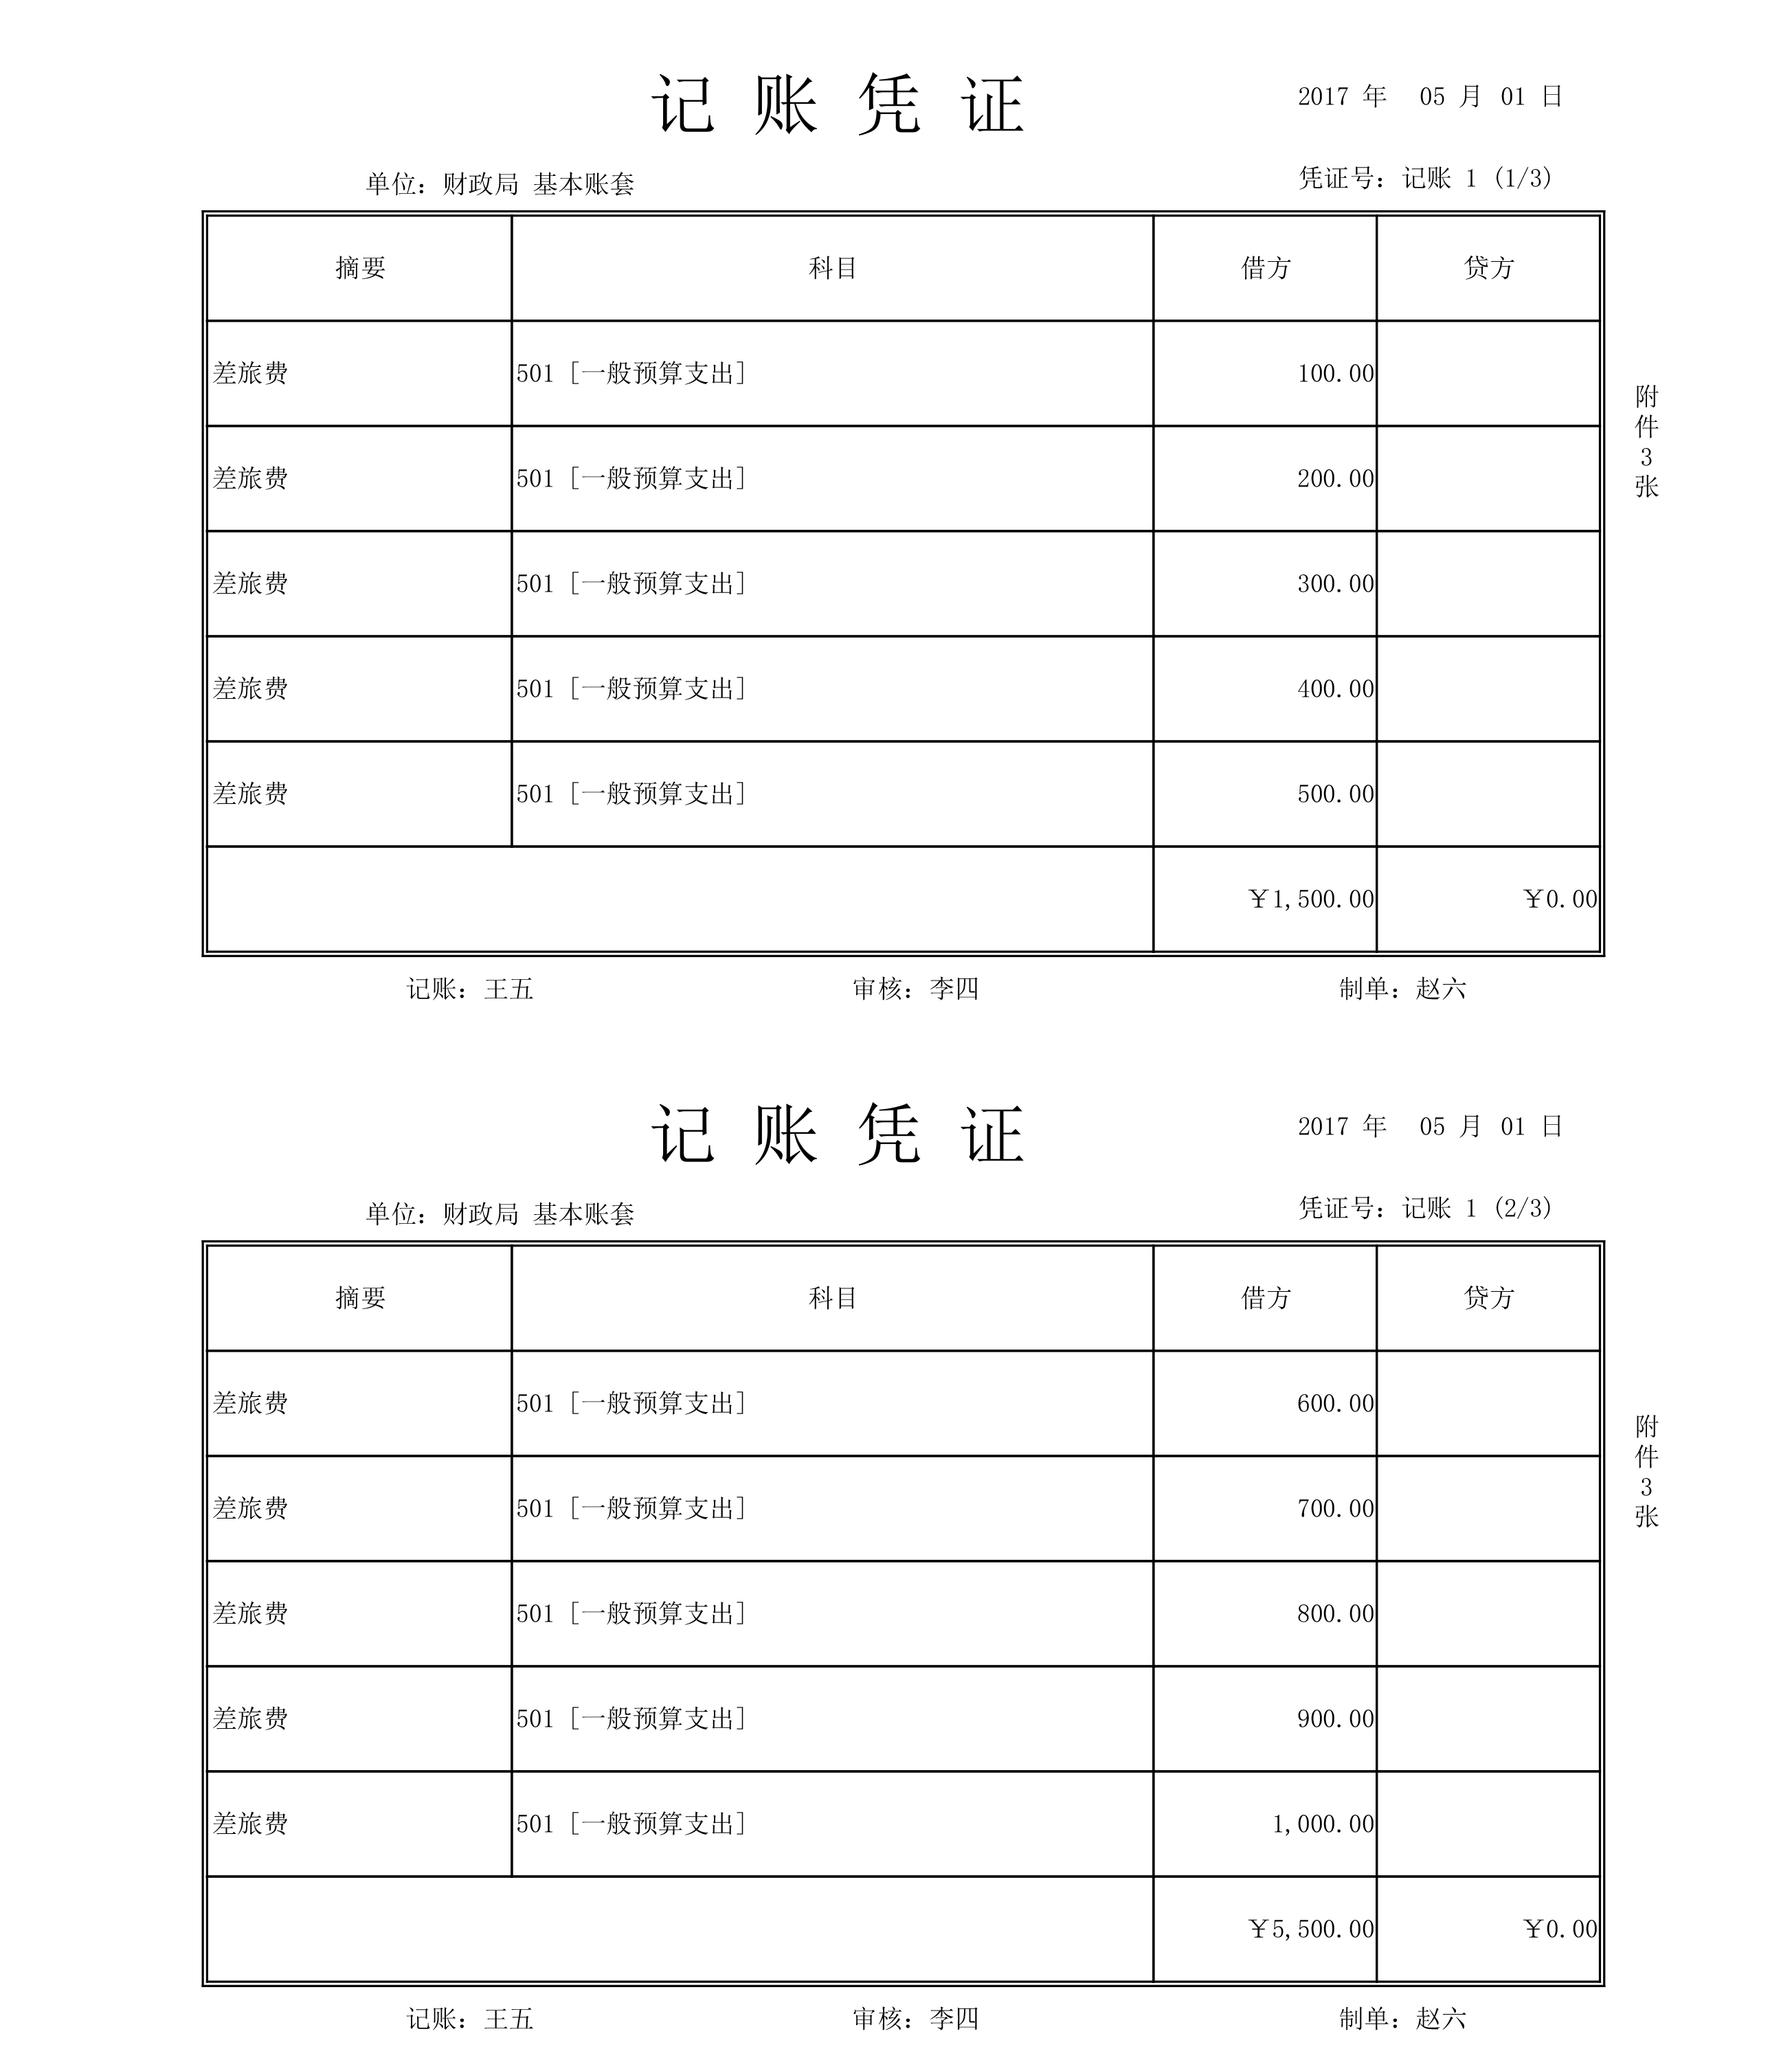 记 账 凭 证
2017 年 05 月 01 日
单位：财政局 基本账套
凭证号：记账 1 (1/3)
摘要 科目 借方 贷方
差旅费 501 [一般预算支出] 100.00
差旅费 501 [一般预算支出] 200.00
差旅费 501 [一般预算支出] 300.00
差旅费 501 [一般预算支出] 400.00
差旅费 501 [一般预算支出] 500.00
￥1,500.00 ￥0.00
附
件
3
张
记账：王五 审核：李四 制单：赵六
记 账 凭 证
2017 年 05 月 01 日
单位：财政局 基本账套
凭证号：记账 1 (2/3)
摘要 科目 借方 贷方
差旅费 501 [一般预算支出] 600.00
差旅费 501 [一般预算支出] 700.00
差旅费 501 [一般预算支出] 800.00
差旅费 501 [一般预算支出] 900.00
差旅费 501 [一般预算支出] 1,000.00
￥5,500.00 ￥0.00
附
件
3
张
记账：王五 审核：李四 制单：赵六